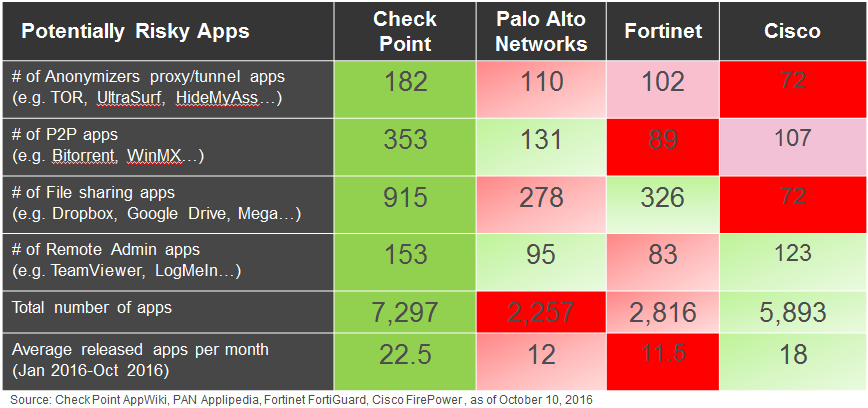 Potentially Risky Apps
Check
Point
Palo Alto
Networks
Fortinet
Cisco
# of Anonymizers proxy/tunnel apps
(e.g. TOR, UltraSurf, HideMyAss…)
182
110
102
72
# of P2P apps
(e.g. Bitorrent, WinMX…)
353
131
89
107
# of File sharing apps
(e.g. Dropbox, Google Drive, Mega…)
915
278
326
72
# of Remote Admin apps
(e.g. TeamViewer, LogMeIn…)
153
95
83
123
Total number of apps
7,297
2,257
2,816
5,893
Average released apps per month
(Jan 2016-Oct 2016)
22.5
12
11.5
18
Source: Check Point AppWiki, PAN Applipedia, Fortinet FortiGuard, Cisco FirePower, as of October 10, 2016